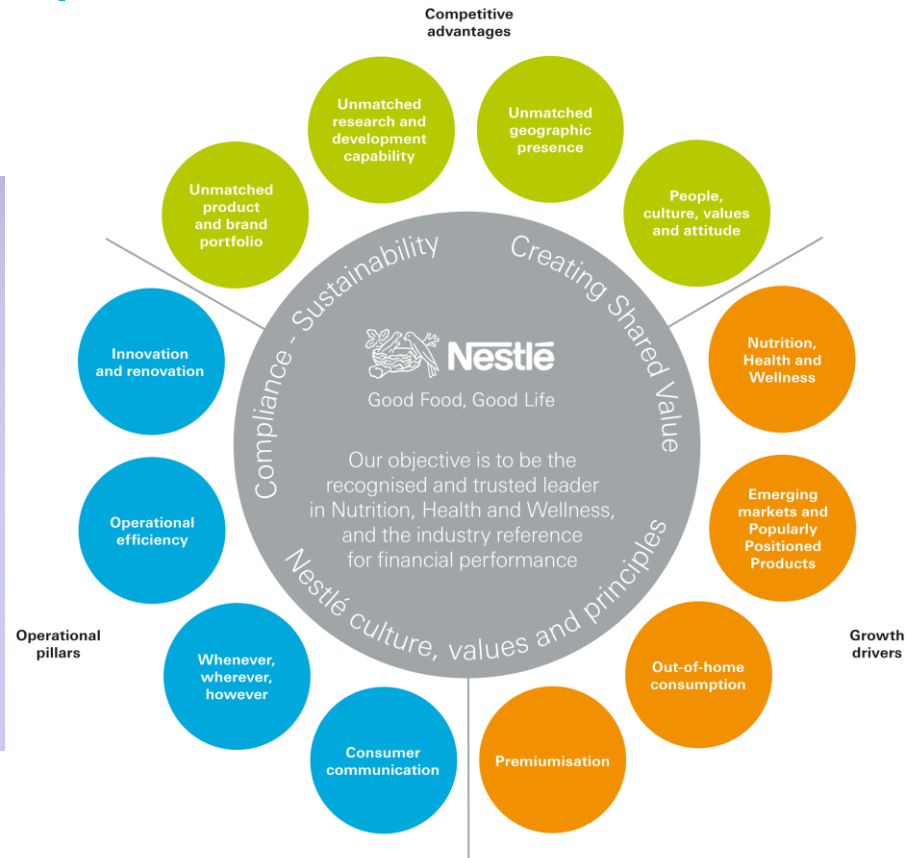 Competitive
advantages
Unmatched
research and
development
capability
Unmatched
geographic
presence
Unmatched
product
and brand
portfolio
People,
culture, values
and attitude
Compliance - Sustainability
Creating Shared Value
Nestlé culture, values and principles
Nestlé
Good Food, Good Life
Our objective is to be the
recognised and trusted leader
in Nutrition, Health and Wellness,
and the industry reference
for financial performance
Innovation
and renovation
Operational
efficiency
Whenever,
wherever,
however
Consumer
communication
Operational
pillars
Nutrition,
Health and
Wellness
Emerging
markets and
Popularly
Positioned
Products
Out-of-home
consumption
Premiumisation
Growth
drivers